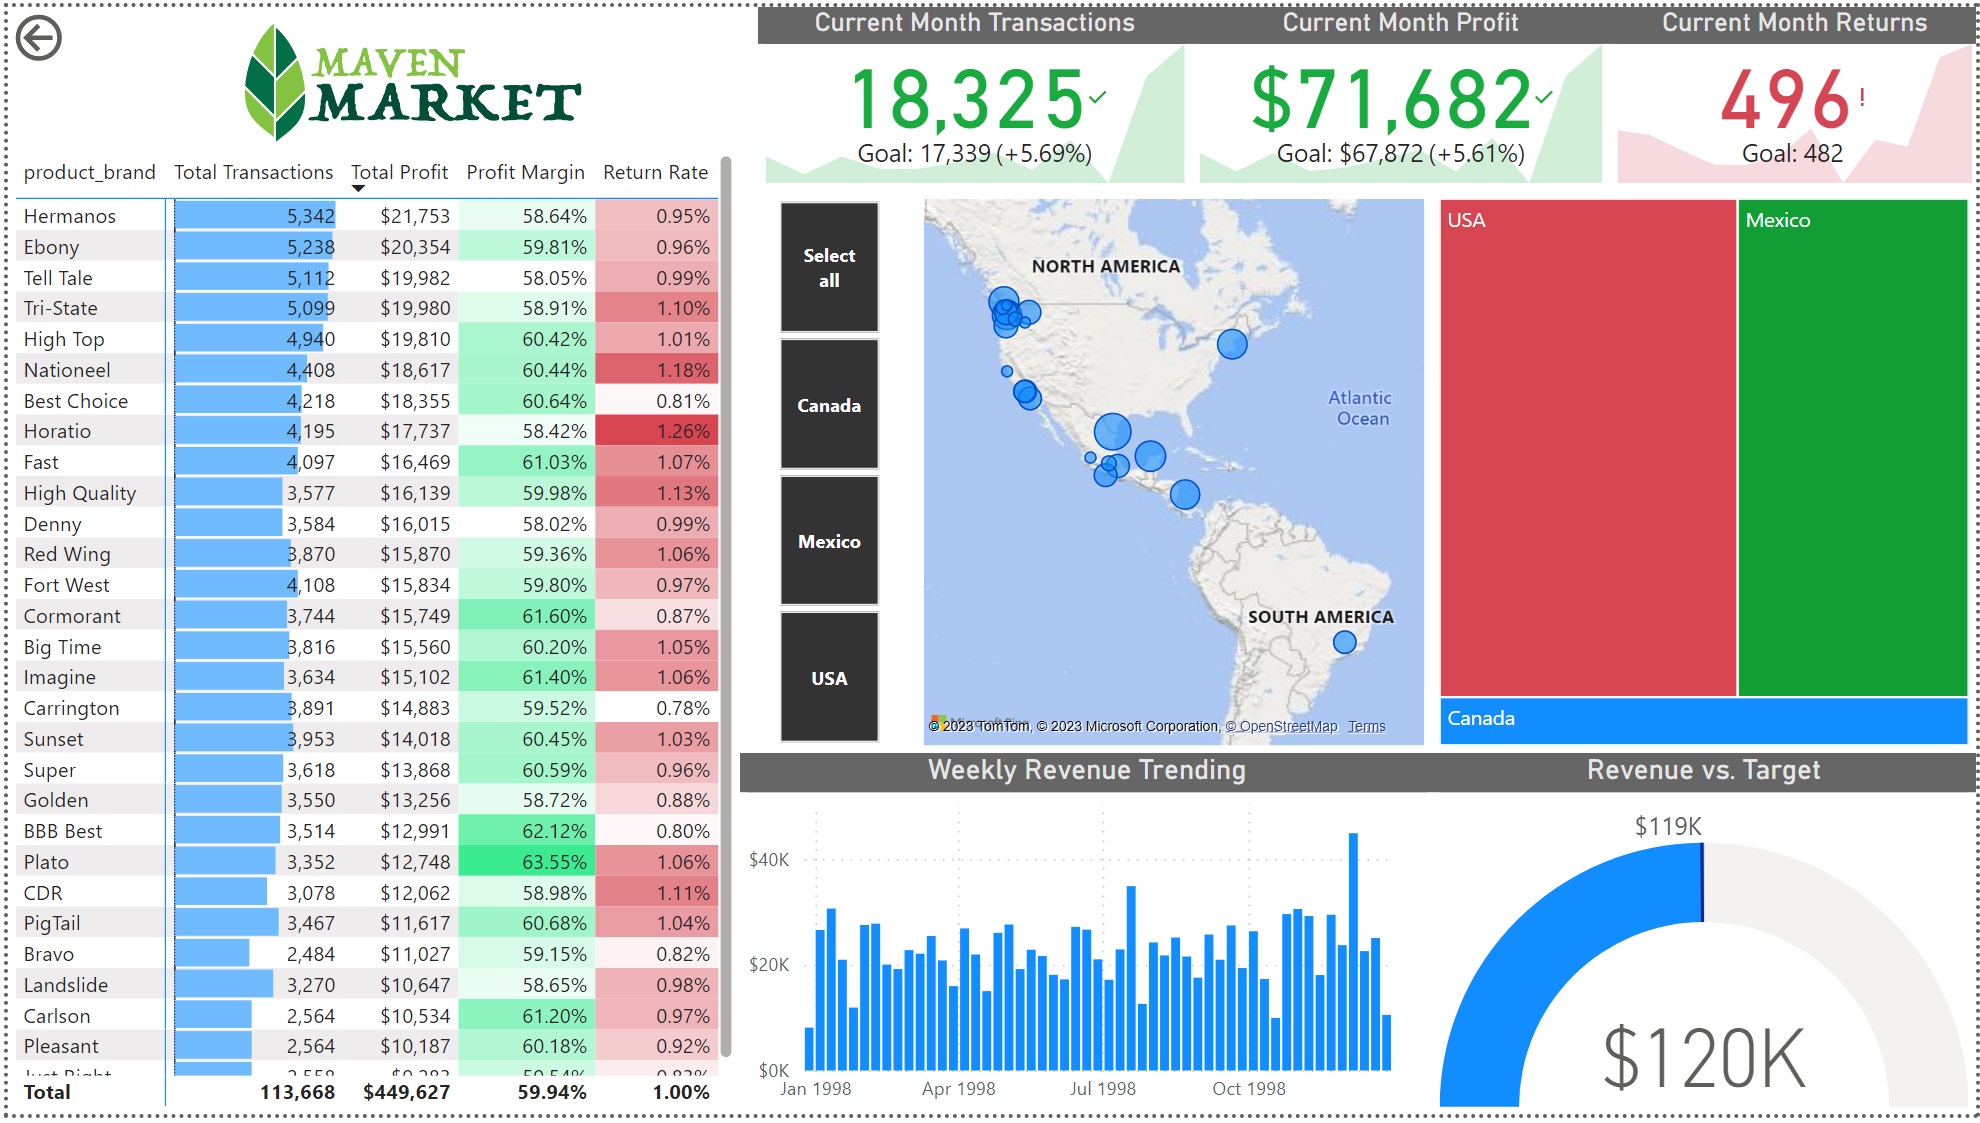 MAVEN
MARKET
Current Month Transactions
18,325
Goal: 17,339 (+5.69%)
Current Month Profit
$71,682
Goal: $67,872 (+5.61%)
Current Month Returns
496!
Goal: 482
product_brand Total Transactions Total Profit Profit Margin Return Rate
Hermanos 5,342 $21,753 58.64% 0.95%
Ebony 5,238 $20,354 59.81% 0.96%
Tell Tale 5,112 $19,982 58.05% 0.99%
Tri-State 5,099 $19,980 58.91% 1.10%
High Top 4,940 $19,810 60.42% 1.01%
Nationeel 4,408 $18,617 60.44% 1.18%
Best Choice 4,218 $18,355 60.64% 0.81%
Horatio 4,195 $17,737 58.42% 1.26%
Fast 4,097 $16,469 61.03% 1.07%
High Quality 3,577 $16,139 59.98% 1.13%
Denny 3,584 $16,015 58.02% 0.99%
Red Wing 3,870 $15,870 59.36% 1.06%
Fort West 4,108 $15,834 59.80% 0.97%
Cormorant 3,744 $15,749 61.60% 0.87%
Big Time 3,816 $15,560 60.20% 1.05%
Imagine 3,634 $15,102 61.40% 1.06%
Carrington 3,891 $14,883 59.52% 0.78%
Sunset 3,953 $14,018 60.45% 1.03%
Super 3,618 $13,868 60.59% 0.96%
Golden 3,550 $13,256 58.72% 0.88%
BBB Best 3,514 $12,991 62.12% 0.80%
Plato 3,352 $12,748 63.55% 1.06%
CDR 3,078 $12,062 58.98% 1.11%
PigTail 3,467 $11,617 60.68% 1.04%
Bravo 2,484 $11,027 59.15% 0.82%
Landslide 3,270 $10,647 58.65% 0.98%
Carlson 2,564 $10,534 61.20% 0.97%
Pleasant 2,564 $10,187 60.18% 0.92%
Total 113,668 $449,627 59.94% 1.00%
Select
all
Canada
Mexico
USA
NORTH AMERICA
Atlantic
Ocean
SOUTH AMERICA
© 2023 TomTom, © 2023 Microsoft Corporation, © OpenStreetMap Terms
USA
Mexico
Canada
Weekly Revenue Trending
$40K
$20K
$0K
Jan 1998 Apr 1998 Jul 1998 Oct 1998
Revenue vs. Target
$119K
$120K